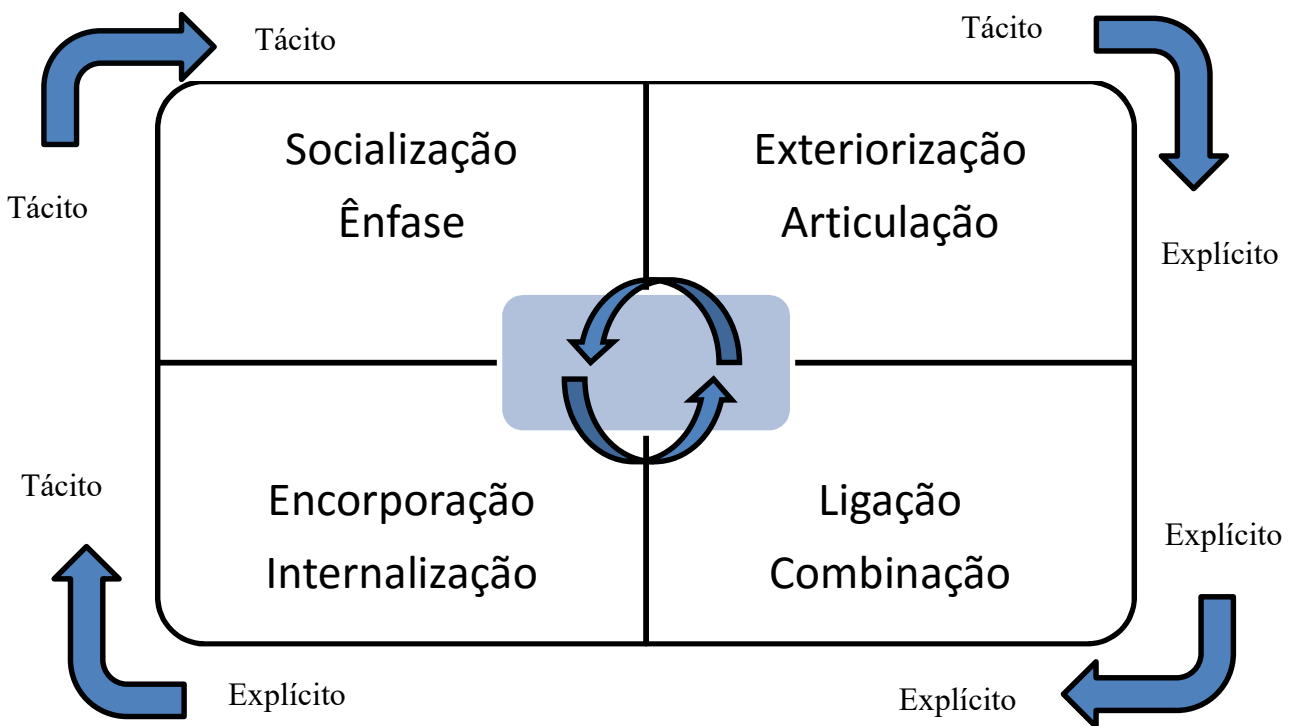 Tácito
Tácito
Socialização
Ênfase
Exteriorização
Articulação
Tácito
Explícito
Tácito
Encorporação
Internalização
Ligação
Combinação
Explícito
Explícito
Explícito